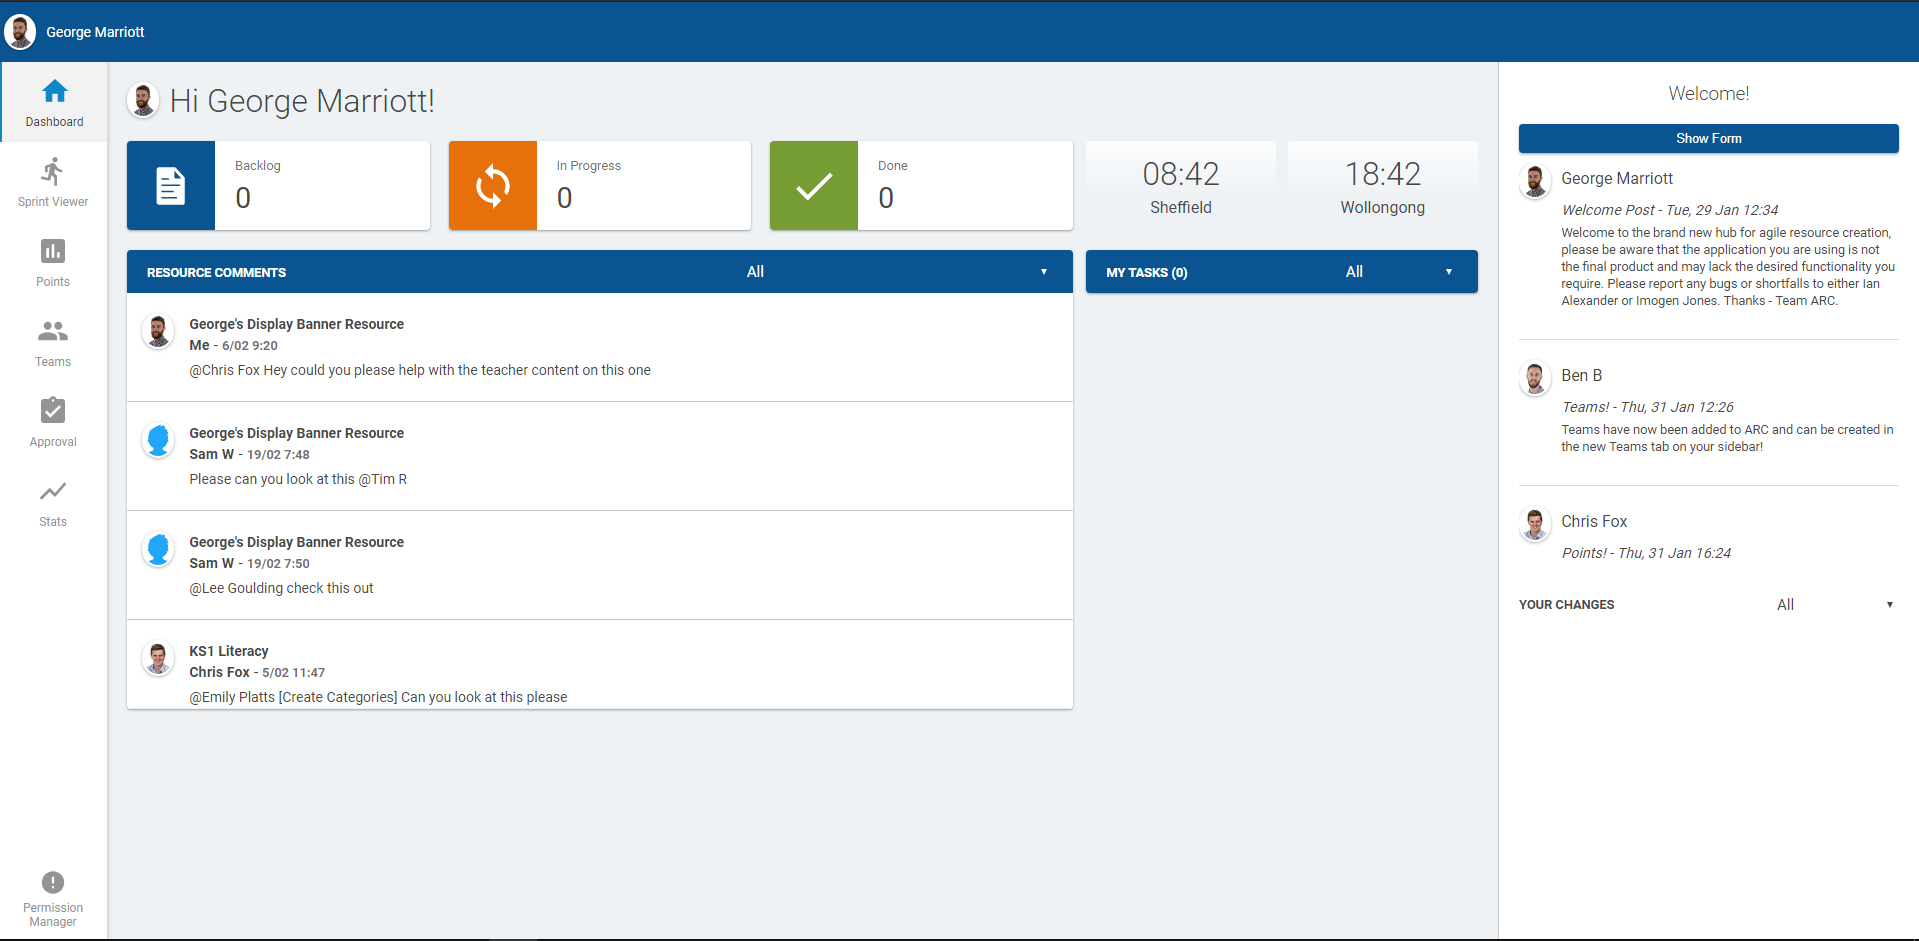 George Marriott
Dashboard
Sprint Viewer
Points
Teams
Approval
Stats
Permission
Manager
Hi George Marriott!
Backlog
0
In Progress
0
Done
0
08:42
Sheffield
18:42
Wollongong
RESOURCE COMMENTS
All
George's Display Banner Resource
Me - 6/02 9:20
@Chris Fox Hey could you please help with the teacher content on this one
George's Display Banner Resource
Sam W - 19/02 7:48
Please can you look at this @Tim R
George's Display Banner Resource
Sam W - 19/02 7:50
@Lee Goulding check this out
KS1 Literacy
Chris Fox - 5/02 11:47
@Emily Platts [Create Categories] Can you look at this please
MY TASKS (0)
All
Welcome!
Show Form
George Marriott
Welcome Post - Tue, 29 Jan 12:34
Welcome to the brand new hub for agile resource creation,
please be aware that the application you are using is not
the final product and may lack the desired functionality you
require. Please report any bugs or shortfalls to either Ian
Alexander or Imogen Jones. Thanks - Team ARC.
Ben B
Teams! - Thu, 31 Jan 12:26
Teams have now been added to ARC and can be created in
the new Teams tab on your sidebar!
Chris Fox
Points! - Thu, 31 Jan 16:24
YOUR CHANGES
All